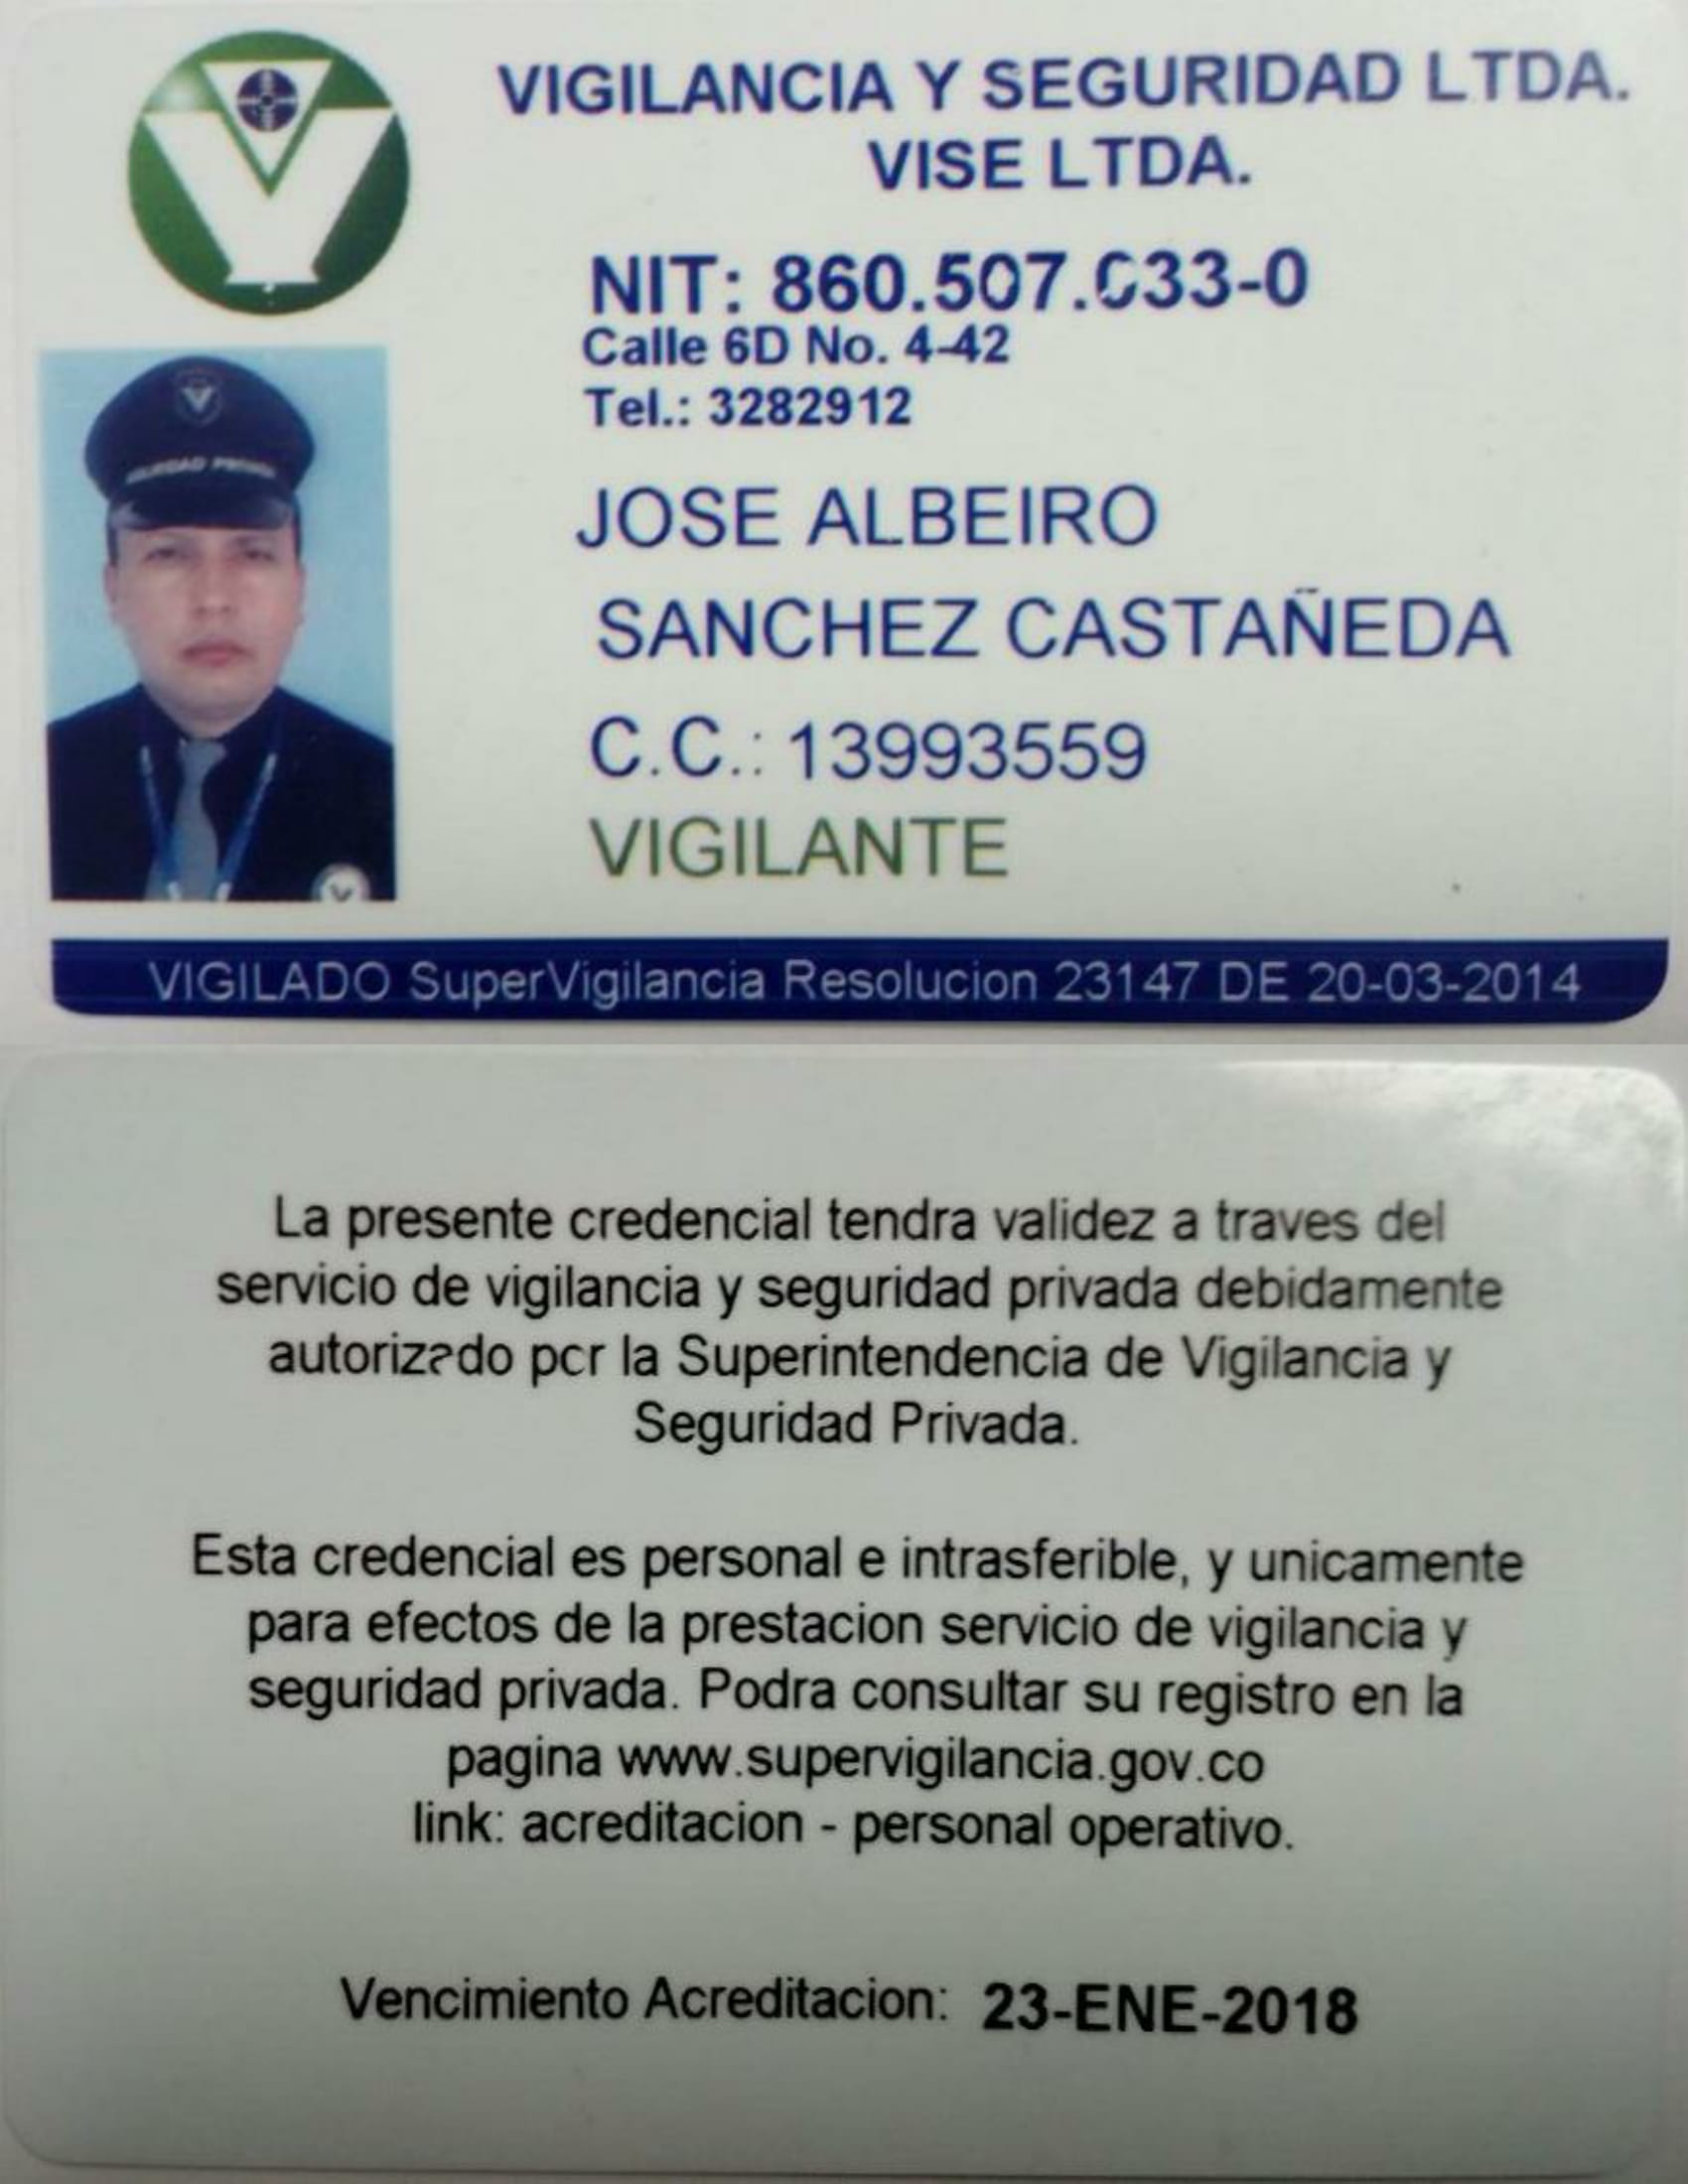 VIGILANCIA Y SEGURIDAD LTDA.
VISE LTDA.
NIT: 860.507.033-0
Calle 6D No. 4-42
Tel.: 3282912
SEGURIDAD PRIVADA
JOSE ALBEIRO
SANCHEZ CASTAÑEDA
C.C.: 13993559
VIGILANTE
VIGILADO SuperVigilancia Resolucion 23147 DE 20-03-2014
La presente credencial tendra validez a traves del
servicio de vigilancia y seguridad privada debidamente
autorizado por la Superintendencia de Vigilancia y
Seguridad Privada.
Esta credencial es personal e intrasferible, y unicamente
para efectos de la prestacion servicio de vigilancia y
seguridad privada. Podra consultar su registro en la
pagina www.supervigilancia.gov.co
link: acreditacion - personal operativo.
Vencimiento Acreditacion: 23-ENE-2018